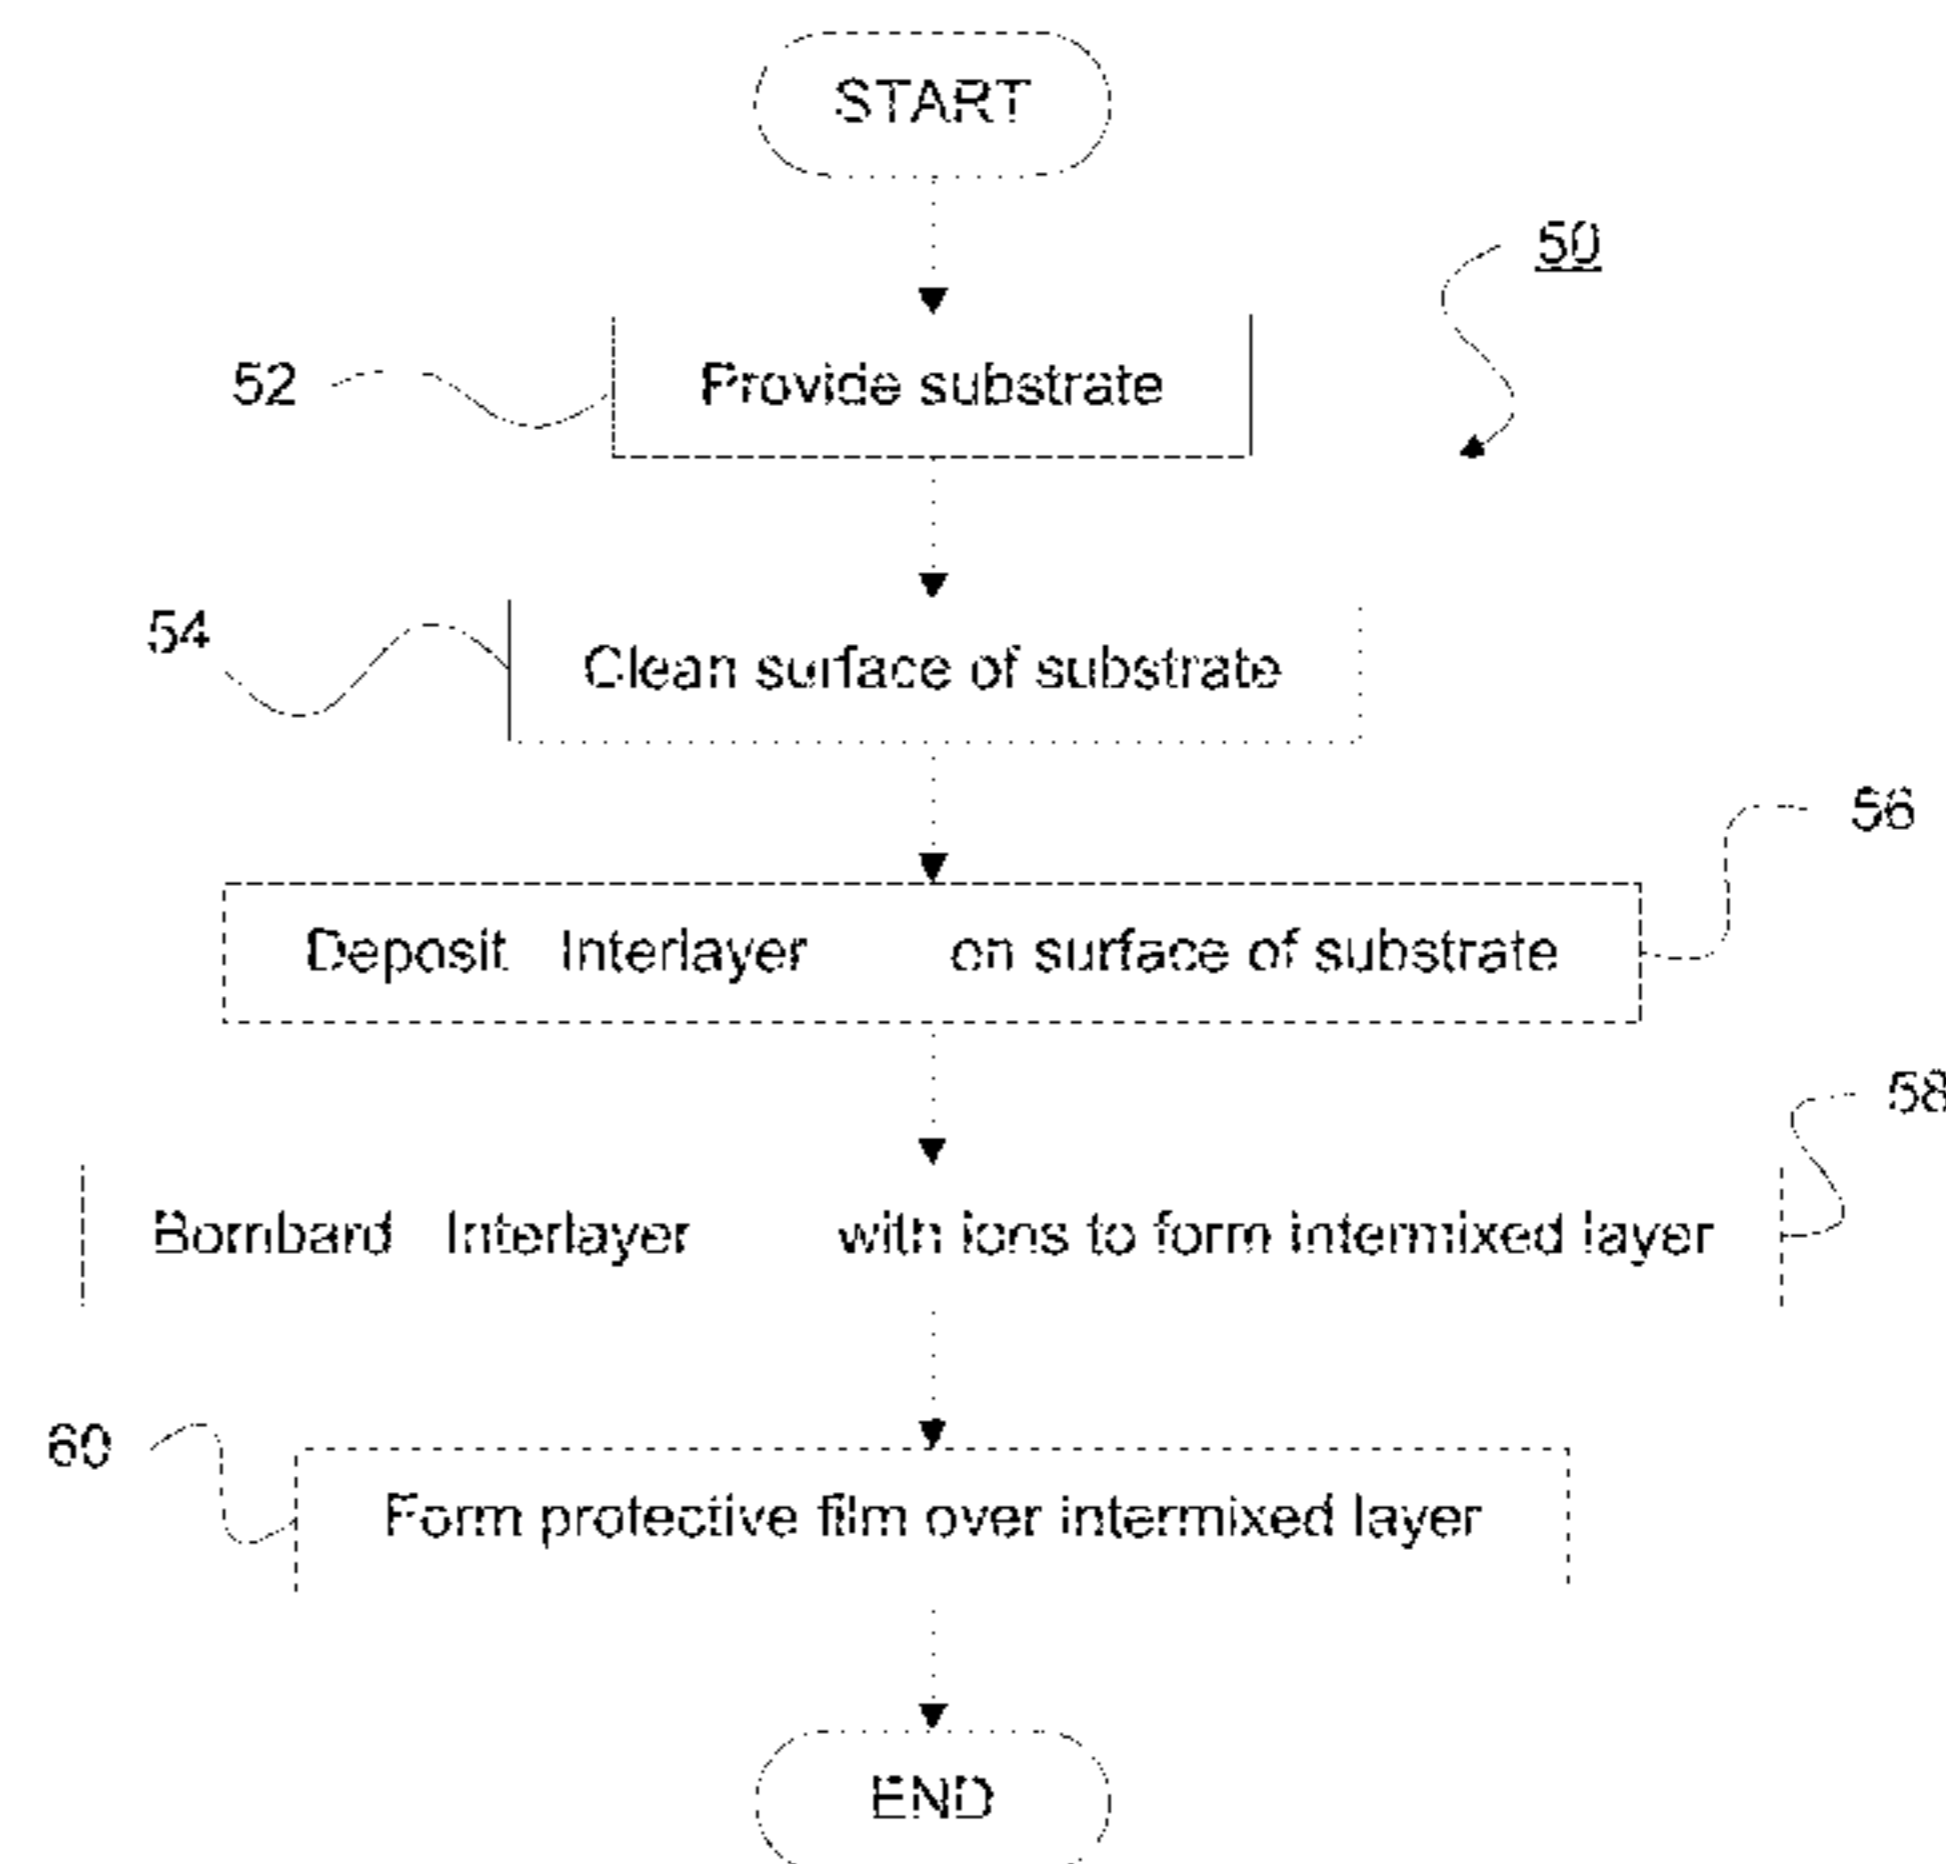 START
50
52
Provide substrate
54
Clean surface of substrate
56
Deposit Interlayer on surface of substrate
58
Bombard Interlayer with ions to form intermixed layer
60
Form protective film over intermixed layer
END